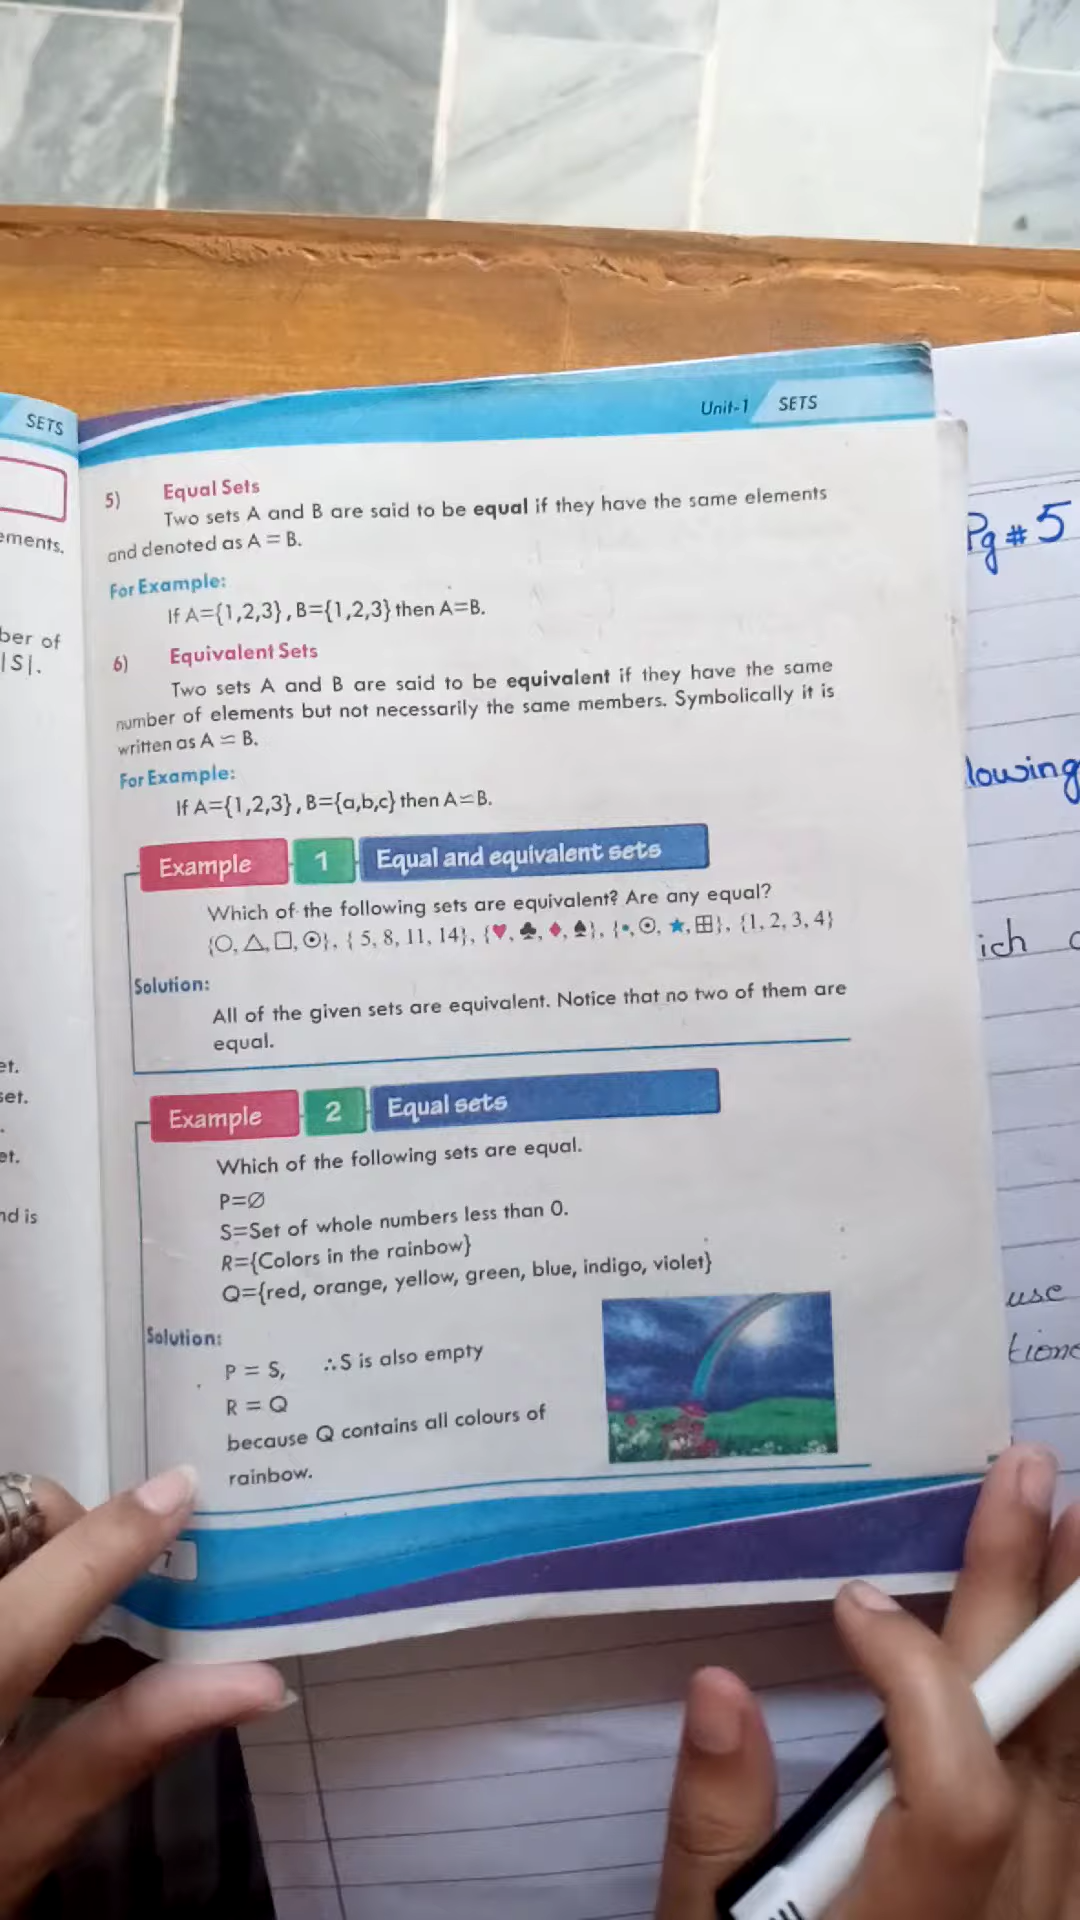 SETS
ements.
ber of
|S|.
et.
set.
et.
nd is
Unit-1 SETS
5) Equal Sets
Two sets A and B are said to be equal if they have the same elements
and denoted as A = B.
For Example:
If A={1,2,3} , B={1,2,3} then A=B.
6) Equivalent Sets
Two sets A and B are said to be equivalent if they have the same
number of elements but not necessarily the same members. Symbolically it is
written as A ≃ B.
For Example:
If A={1,2,3} , B={a,b,c} then A≃B.
Example 1 Equal and equivalent sets
Which of the following sets are equivalent? Are any equal?
{○, △, □, ⊙}, { 5, 8, 11, 14}, {♥, ♣, ♦, ♠}, {•, ⊙, ★, ⊞}, {1, 2, 3, 4}
Solution:
All of the given sets are equivalent. Notice that no two of them are
equal.
Example 2 Equal sets
Which of the following sets are equal.
P=∅
S=Set of whole numbers less than 0.
R={Colors in the rainbow}
Q={red, orange, yellow, green, blue, indigo, violet}
Solution:
P = S, ∴S is also empty
R = Q
because Q contains all colours of
rainbow.
7
Pg # 5
lowing
ich
use
tions